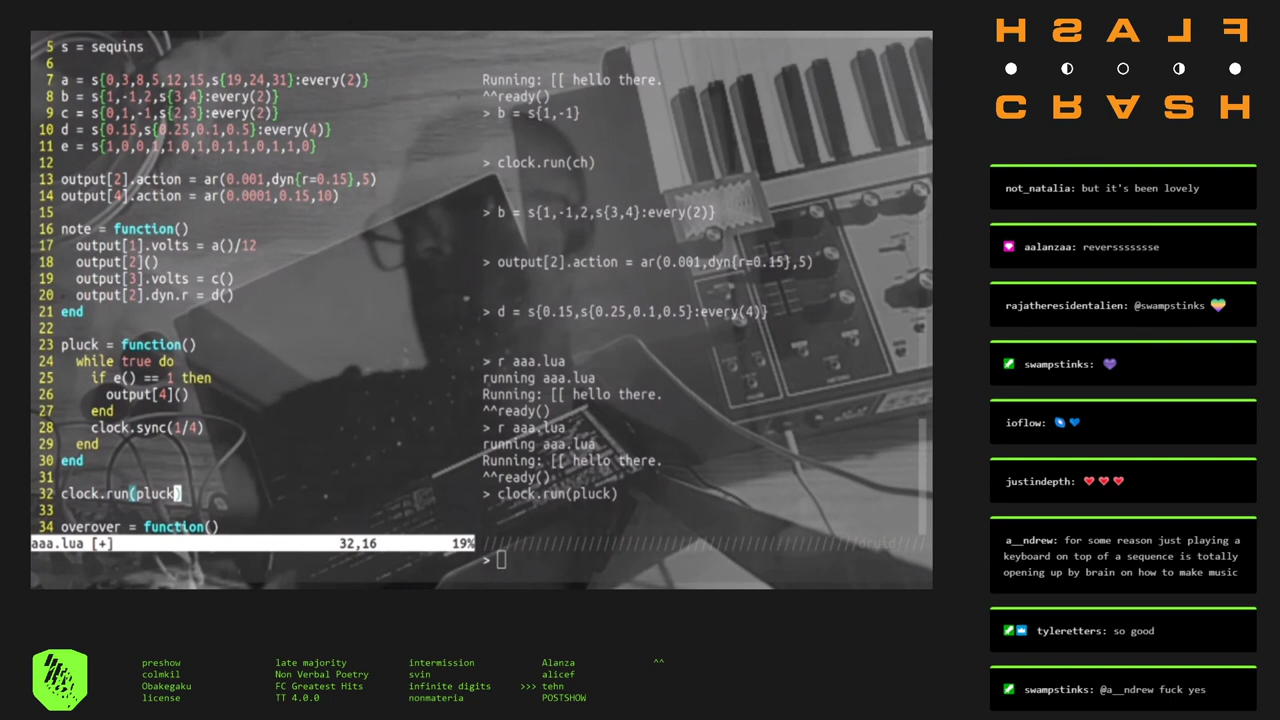 5 s = sequins
6
7 a = s{0,3,8,5,12,15,s{19,24,31}:every(2)}
8 b = s{1,-1,2,s{3,4}:every(2)}
9 c = s{0,1,-1,s{2,3}:every(2)}
10 d = s{0.15,s{0.25,0.1,0.5}:every(4)}
11 e = s{1,0,0,1,1,0,1,0,1,1,0,1,1,0}
12
13 output[2].action = ar(0.001,dyn{r=0.15},5)
14 output[4].action = ar(0.0001,0.15,10)
15
16 note = function()
17 output[1].volts = a()/12
18 output[2]()
19 output[3].volts = c()
20 output[2].dyn.r = d()
21 end
22
23 pluck = function()
24 while true do
25 if e() == 1 then
26 output[4]()
27 end
28 clock.sync(1/4)
29 end
30 end
31
32 clock.run(pluck)
33
34 overover = function()
aaa.lua [+] 32,16 19%
Running: [[ hello there.
^^ready()
> b = s{1,-1}
> clock.run(ch)
> b = s{1,-1,2,s{3,4}:every(2)}
> output[2].action = ar(0.001,dyn{r=0.15},5)
> d = s{0.15,s{0.25,0.1,0.5}:every(4)}
> r aaa.lua
running aaa.lua
Running: [[ hello there.
^^ready()
> r aaa.lua
running aaa.lua
Running: [[ hello there.
^^ready()
> clock.run(pluck)
////////////////////////////////////////////////druid////
>
FLASH
CRASH
not_natalia: but it's been lovely
aalanzaa: reversssssse
rajatheresidentalien: @swampstinks
swampstinks: 💜
ioflow: 💙
justindepth: ❤️ ❤️ ❤️
a__ndrew: for some reason just playing a
keyboard on top of a sequence is totally
opening up by brain on how to make music
tyleretters: so good
swampstinks: @a__ndrew fuck yes
preshow
colmkil
Obakegaku
license
late majority
Non Verbal Poetry
FC Greatest Hits
TT 4.0.0
intermission
svin
infinite digits
nonmateria
Alanza
alicef
>>> tehn
POSTSHOW
^^